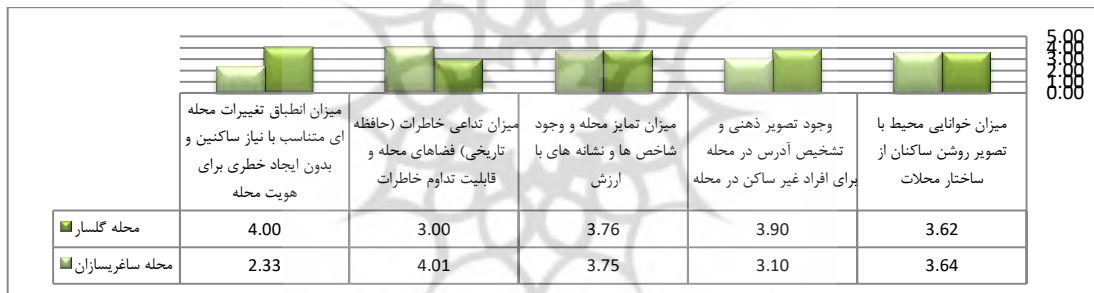 5.00
4.00
3.00
2.00
1.00
0.00
میزان خوانایی محیط با
تصویر روشن ساکنان از
ساختار محلات
وجود تصویر ذهنی و
تشخیص آدرس در محله
برای افراد غیر ساکن در محله
میزان تمایز محله و وجود
شاخص ها و نشانه های با
ارزش
میزان تداعی خاطرات (حافظه
تاریخی) فضاهای محله و
قابلیت تداوم خاطرات
میزان انطباق تغییرات محله
ای متناسب با نیاز ساکنین و
بدون ایجاد خطری برای
هویت محله
محله گلسار 4.00 3.00 3.76 3.90 3.62
محله ساغریسازان 2.33 4.01 3.75 3.10 3.64